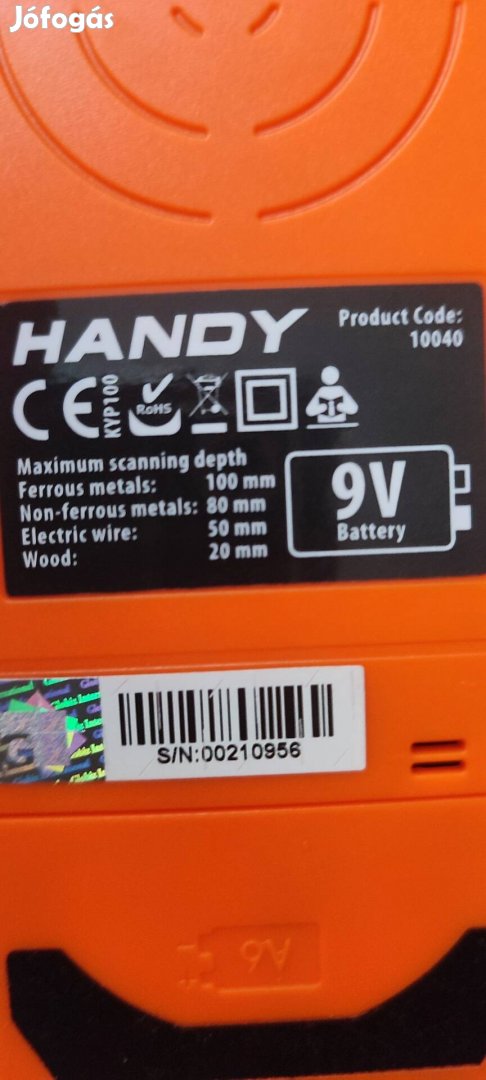 Jófogás
HANDY
Product Code:
10040
CE
KYP100
RoHS
Maximum scanning depth
Ferrous metals: 100 mm
Non-ferrous metals: 80 mm
Electric wire: 50 mm
Wood: 20 mm
9V
Battery
S/N:00210956
G
9V